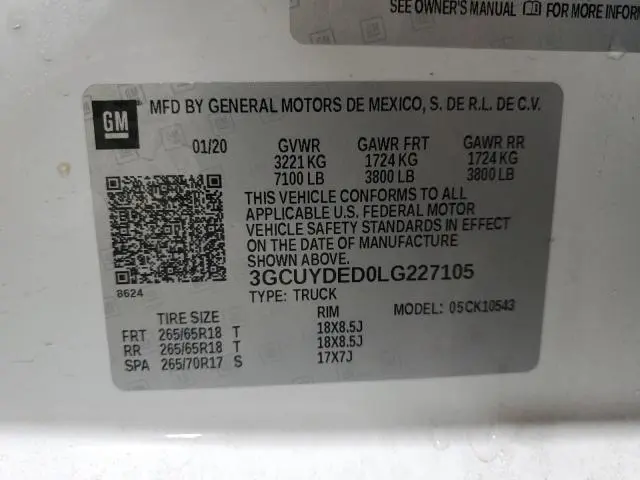 SEE OWNER'S MANUAL FOR MORE INFOR
GM
MFD BY GENERAL MOTORS DE MEXICO, S. DE R.L. DE C.V.
01/20 GVWR GAWR FRT GAWR RR
3221 KG 1724 KG 1724 KG
7100 LB 3800 LB 3800 LB
THIS VEHICLE CONFORMS TO ALL
APPLICABLE U.S. FEDERAL MOTOR
VEHICLE SAFETY STANDARDS IN EFFECT
ON THE DATE OF MANUFACTURE
SHOWN ABOVE.
3GCUYDED0LG227105
8624
TYPE: TRUCK MODEL: 05CK10543
TIRE SIZE RIM
FRT 265/65R18 T 18X8.5J
RR 265/65R18 T 18X8.5J
SPA 265/70R17 S 17X7J